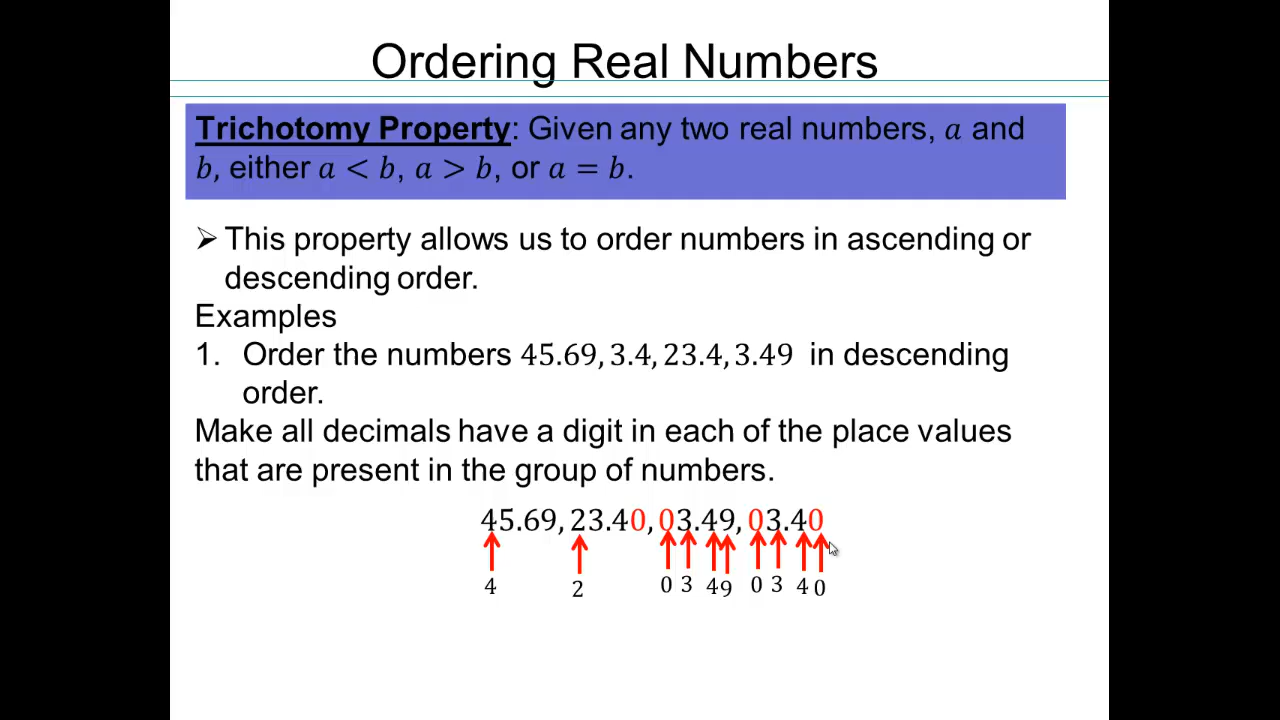 Ordering Real Numbers
Trichotomy Property: Given any two real numbers, 𝑎 and
𝑏, either 𝑎 < 𝑏, 𝑎 > 𝑏, or 𝑎 = 𝑏.
➢ This property allows us to order numbers in ascending or
descending order.
Examples
1. Order the numbers 45.69, 3.4, 23.4, 3.49 in descending
order.
Make all decimals have a digit in each of the place values
that are present in the group of numbers.
45.69, 23.40, 03.49, 03.40
4 2 0 3 4 9 0 3 4 0